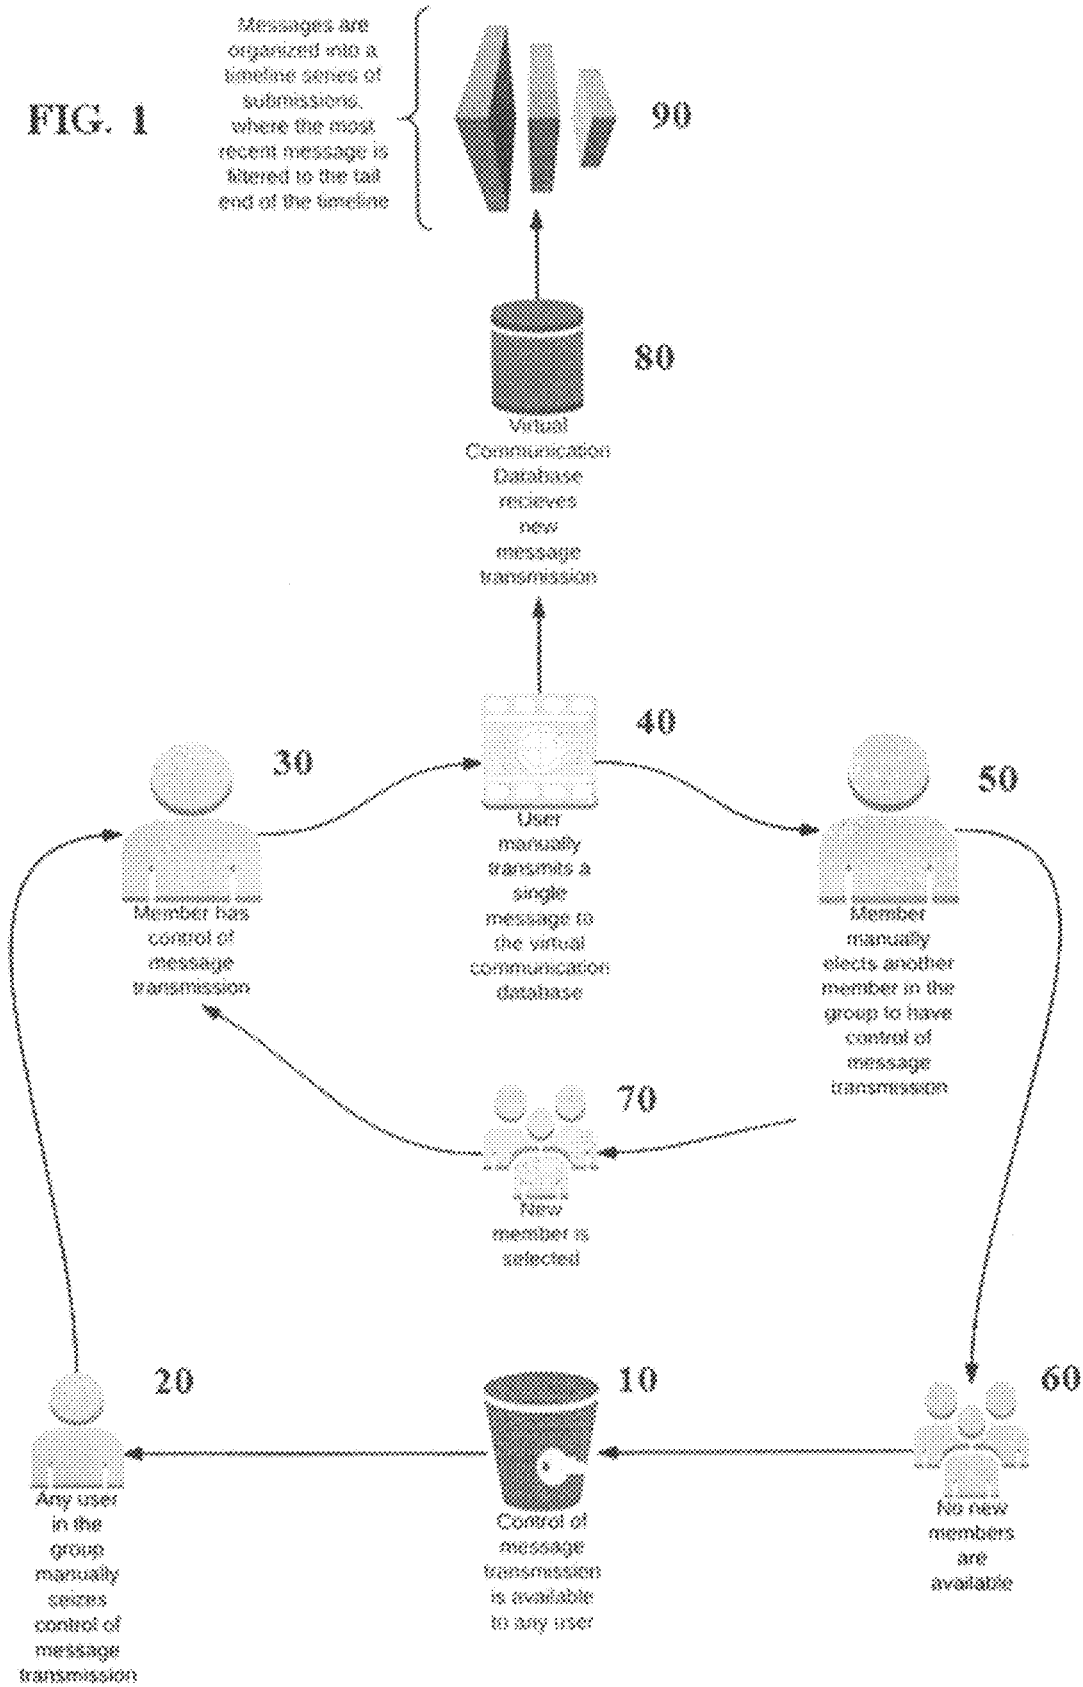 Messages are
organized into a
timeline series of
submissions,
where the most
recent message is
filtered to the tail
end of the timeline
FIG. 1
90
80
Virtual
Communication
Database
recieves
new
message
transmission
40
User
manually
transmits a
single
message to
the virtual
communication
database
30
Member has
control of
message
transmission
50
Member
manually
elects another
member in the
group to have
control of
message
transmission
70
New
member is
selected
20
Any user
in the
group
manually
seizes
control of
message
transmission
10
Control of
message
transmission
is available
to any user
60
No new
members
are
available